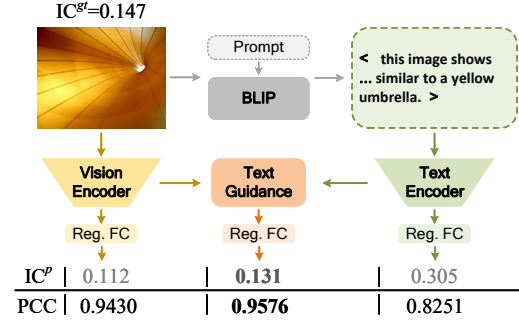 IC^gt=0.147
Prompt
BLIP
< this image shows
... similar to a yellow
umbrella. >
Vision
Encoder
Text
Guidance
Text
Encoder
Reg. FC
Reg. FC
Reg. FC
IC^p | 0.112 | 0.131 | 0.305
PCC | 0.9430 | 0.9576 | 0.8251